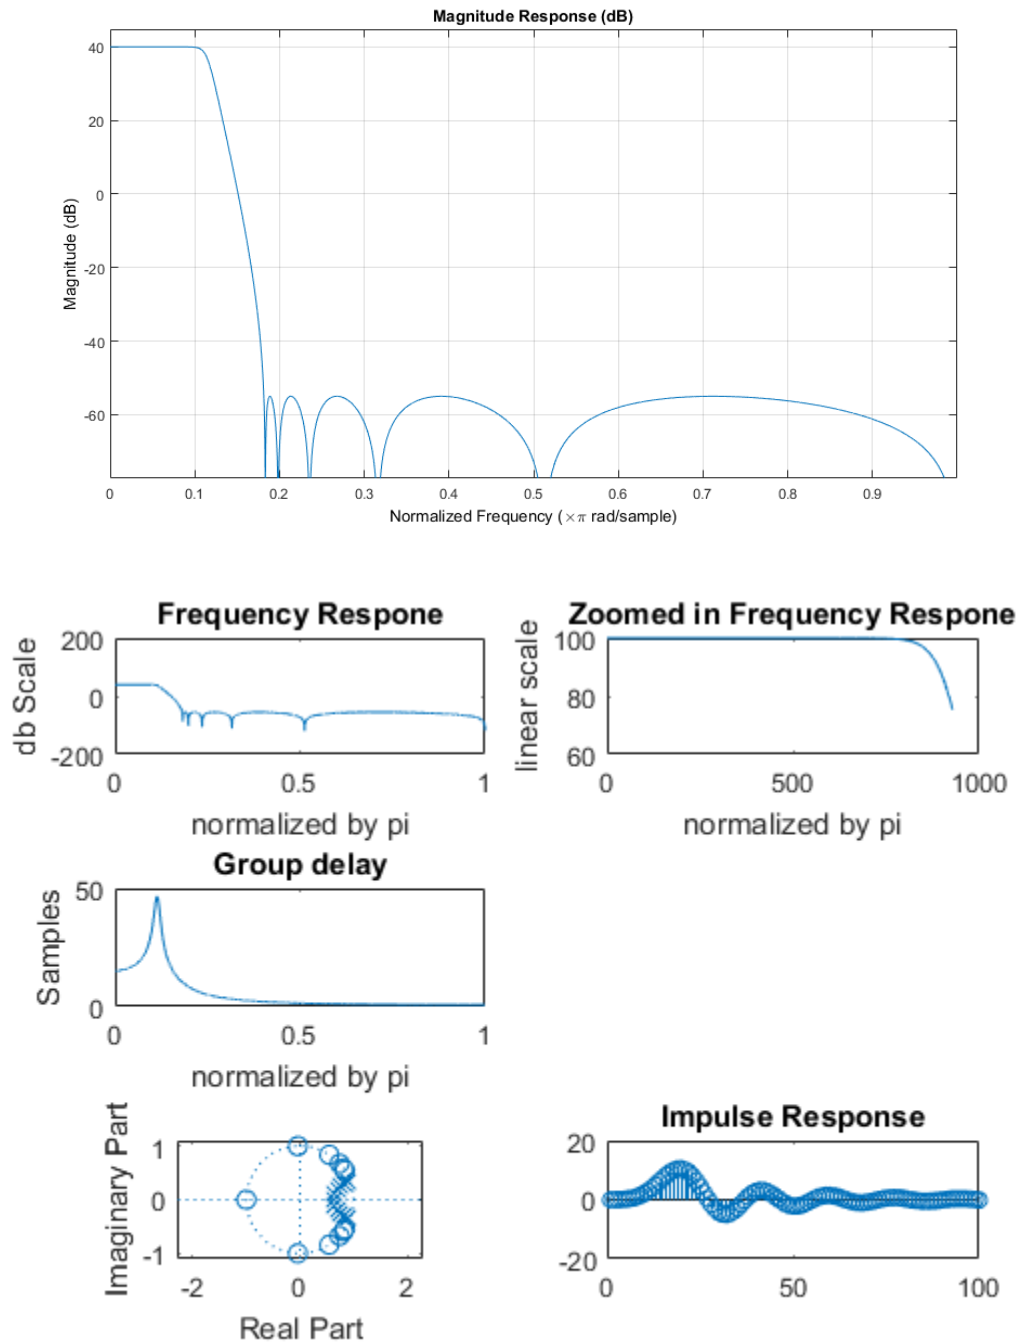 Magnitude Response (dB)
40
20
0
-20
-40
-60
Magnitude (dB)
0 0.1 0.2 0.3 0.4 0.5 0.6 0.7 0.8 0.9
Normalized Frequency (×π rad/sample)
Frequency Respone
200
0
-200
db Scale
0 0.5 1
normalized by pi
Zoomed in Frequency Respone
100
80
60
linear scale
0 500 1000
normalized by pi
Group delay
50
0
Samples
0 0.5 1
normalized by pi
1
0
-1
Imaginary Part
-2 0 2
Real Part
Impulse Response
20
0
-20
0 50 100